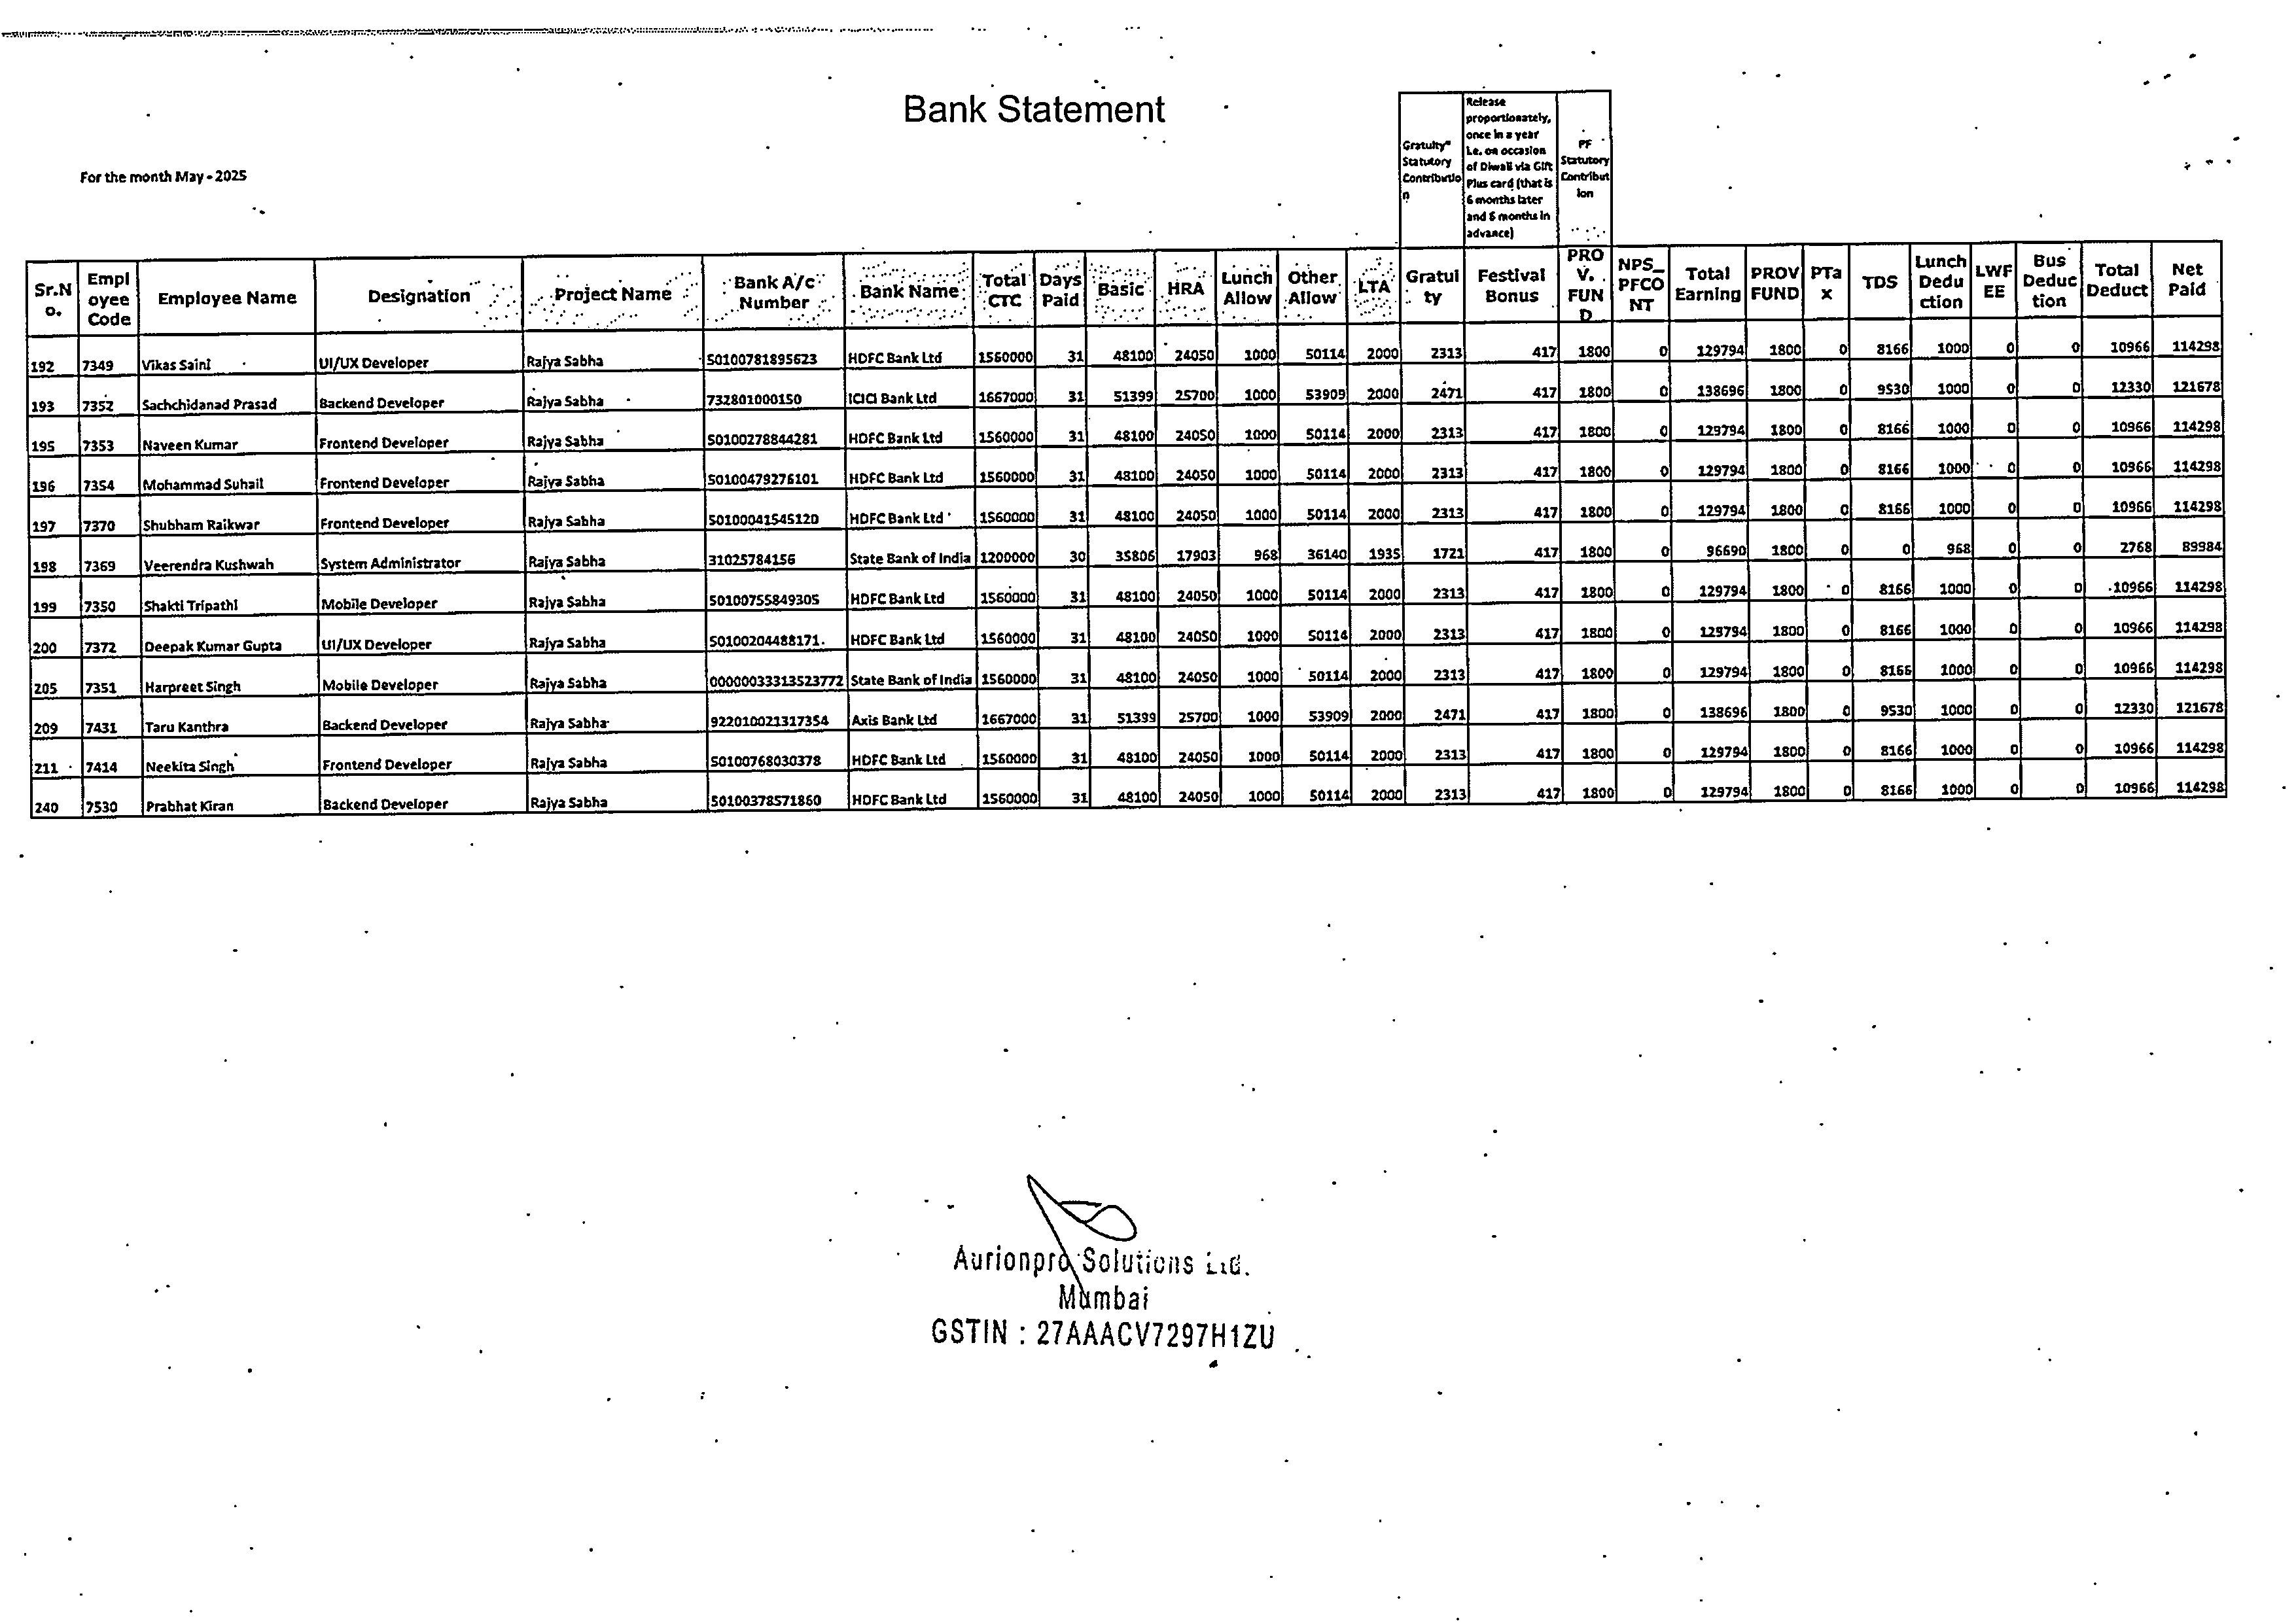 Bank Statement
For the month May - 2025
Gratuity" Statutory Contributio n
Release proportionately, once in a year i.e. on occasion of Diwali via Gift Plus card (that is 6 months later and 6 months in advance)
PF Statutory Contribut ion
Sr.N o. Empl oyee Code Employee Name Designation Project Name Bank A/c Number Bank Name Total CTC Days Paid Basic HRA Lunch Allow Other Allow LTA Gratui ty Festival Bonus PRO V. FUN D NPS_ PFCO NT Total Earning PROV FUND PTa x TDS Lunch Dedu ction LWF EE Bus Deduc tion Total Deduct Net Paid
192 7349 Vikas Saini UI/UX Developer Rajya Sabha 50100781895623 HDFC Bank Ltd 1560000 31 48100 24050 1000 50114 2000 2313 417 1800 0 129794 1800 0 8166 1000 0 0 10966 114298
193 7352 Sachchidanad Prasad Backend Developer Rajya Sabha 732801000150 ICICI Bank Ltd 1667000 31 51399 25700 1000 53909 2000 2471 417 1800 0 138696 1800 0 9530 1000 0 0 12330 121678
195 7353 Naveen Kumar Frontend Developer Rajya Sabha 50100278844281 HDFC Bank Ltd 1560000 31 48100 24050 1000 50114 2000 2313 417 1800 0 129794 1800 0 8166 1000 0 0 10966 114298
196 7354 Mohammad Suhail Frontend Developer Rajya Sabha 50100479276101 HDFC Bank Ltd 1560000 31 48100 24050 1000 50114 2000 2313 417 1800 0 129794 1800 0 8166 1000 0 0 10966 114298
197 7370 Shubham Raikwar Frontend Developer Rajya Sabha 50100041545120 HDFC Bank Ltd 1560000 31 48100 24050 1000 50114 2000 2313 417 1800 0 129794 1800 0 8166 1000 0 0 10966 114298
198 7369 Veerendra Kushwah System Administrator Rajya Sabha 31025784156 State Bank of India 1200000 30 35806 17903 968 36140 1935 1721 417 1800 0 96690 1800 0 0 968 0 0 2768 89984
199 7350 Shakti Tripathi Mobile Developer Rajya Sabha 50100755849305 HDFC Bank Ltd 1560000 31 48100 24050 1000 50114 2000 2313 417 1800 0 129794 1800 0 8166 1000 0 0 10966 114298
200 7372 Deepak Kumar Gupta UI/UX Developer Rajya Sabha 50100204488171 HDFC Bank Ltd 1560000 31 48100 24050 1000 50114 2000 2313 417 1800 0 129794 1800 0 8166 1000 0 0 10966 114298
205 7351 Harpreet Singh Mobile Developer Rajya Sabha 00000033313523772 State Bank of India 1560000 31 48100 24050 1000 50114 2000 2313 417 1800 0 129794 1800 0 8166 1000 0 0 10966 114298
209 7431 Taru Kanthra Backend Developer Rajya Sabha 922010021317354 Axis Bank Ltd 1667000 31 51399 25700 1000 53909 2000 2471 417 1800 0 138696 1800 0 9530 1000 0 0 12330 121678
211 7414 Neekita Singh Frontend Developer Rajya Sabha 50100768030378 HDFC Bank Ltd 1560000 31 48100 24050 1000 50114 2000 2313 417 1800 0 129794 1800 0 8166 1000 0 0 10966 114298
240 7530 Prabhat Kiran Backend Developer Rajya Sabha 50100378571860 HDFC Bank Ltd 1560000 31 48100 24050 1000 50114 2000 2313 417 1800 0 129794 1800 0 8166 1000 0 0 10966 114298
Aurionpro Solutions Ltd.
Mumbai
GSTIN : 27AAACV7297H1ZU